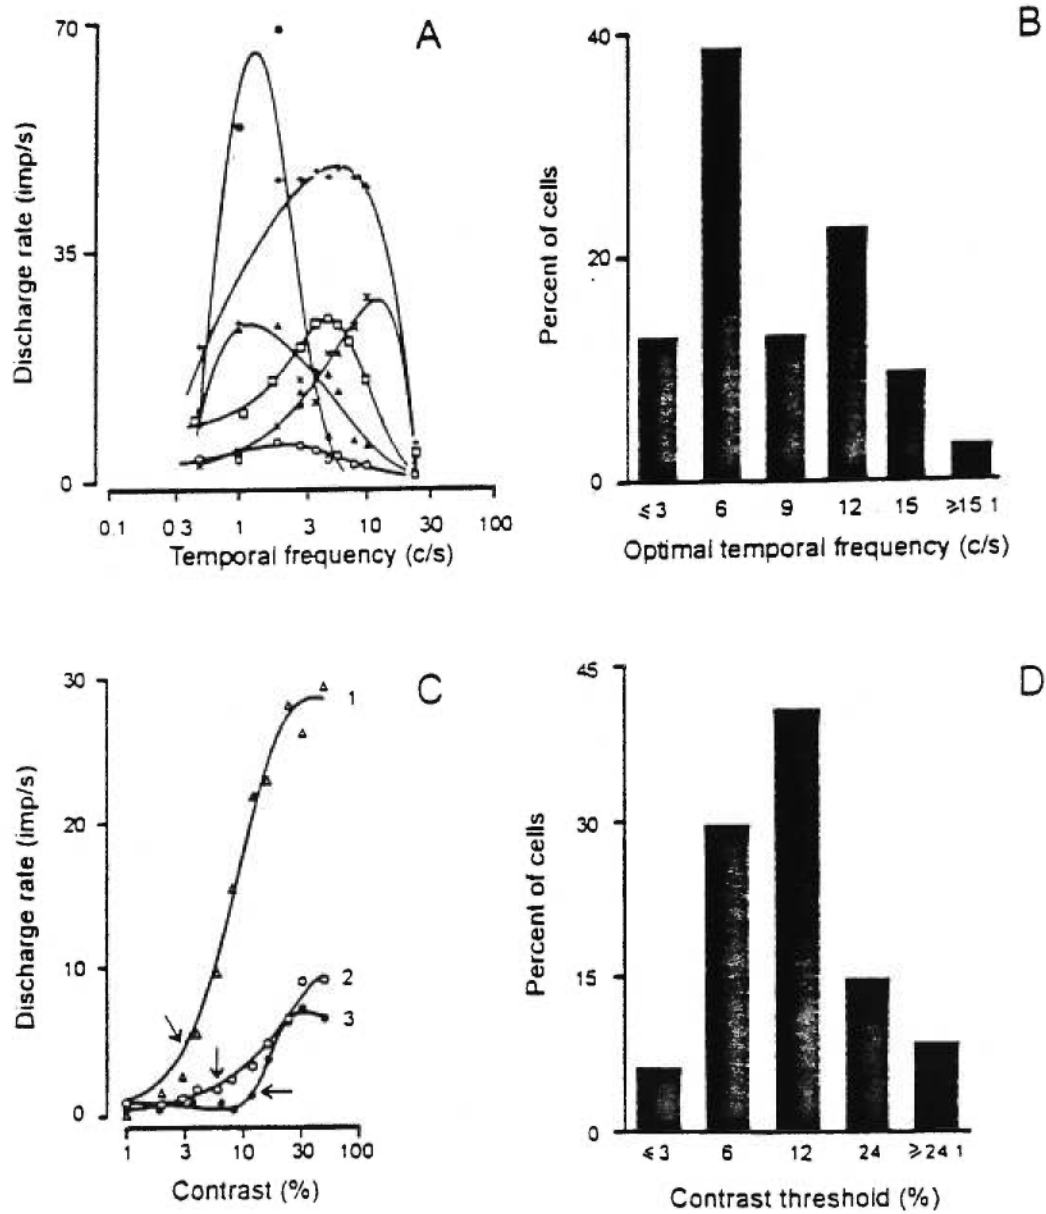 A
70
35
0
Discharge rate (imp/s)
0.1 0.3 1 3 10 30 100
Temporal frequency (c/s)
B
40
20
0
Percent of cells
≤3 6 9 12 15 ≥15.1
Optimal temporal frequency (c/s)
C
30
20
10
0
Discharge rate (imp/s)
1
2
3
1 3 10 30 100
Contrast (%)
D
45
30
15
0
Percent of cells
≤3 6 12 24 ≥24.1
Contrast threshold (%)